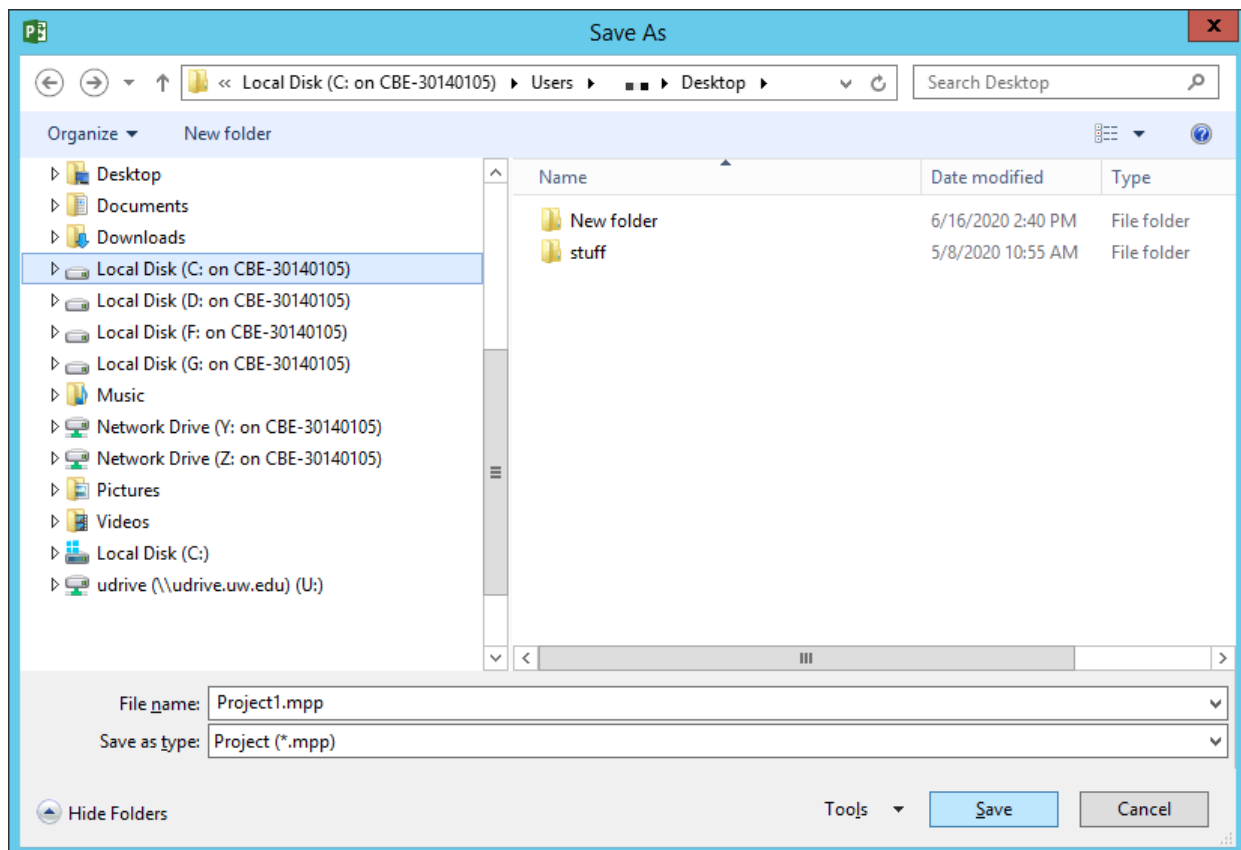 Save As
« Local Disk (C: on CBE-30140105) Users Desktop
Search Desktop
Organize New folder
Name Date modified Type
Desktop
Documents
Downloads
Local Disk (C: on CBE-30140105)
Local Disk (D: on CBE-30140105)
Local Disk (F: on CBE-30140105)
Local Disk (G: on CBE-30140105)
Music
Network Drive (Y: on CBE-30140105)
Network Drive (Z: on CBE-30140105)
Pictures
Videos
Local Disk (C:)
udrive (\\udrive.uw.edu) (U:)
New folder 6/16/2020 2:40 PM File folder
stuff 5/8/2020 10:55 AM File folder
File name: Project1.mpp
Save as type: Project (*.mpp)
Hide Folders Tools Save Cancel